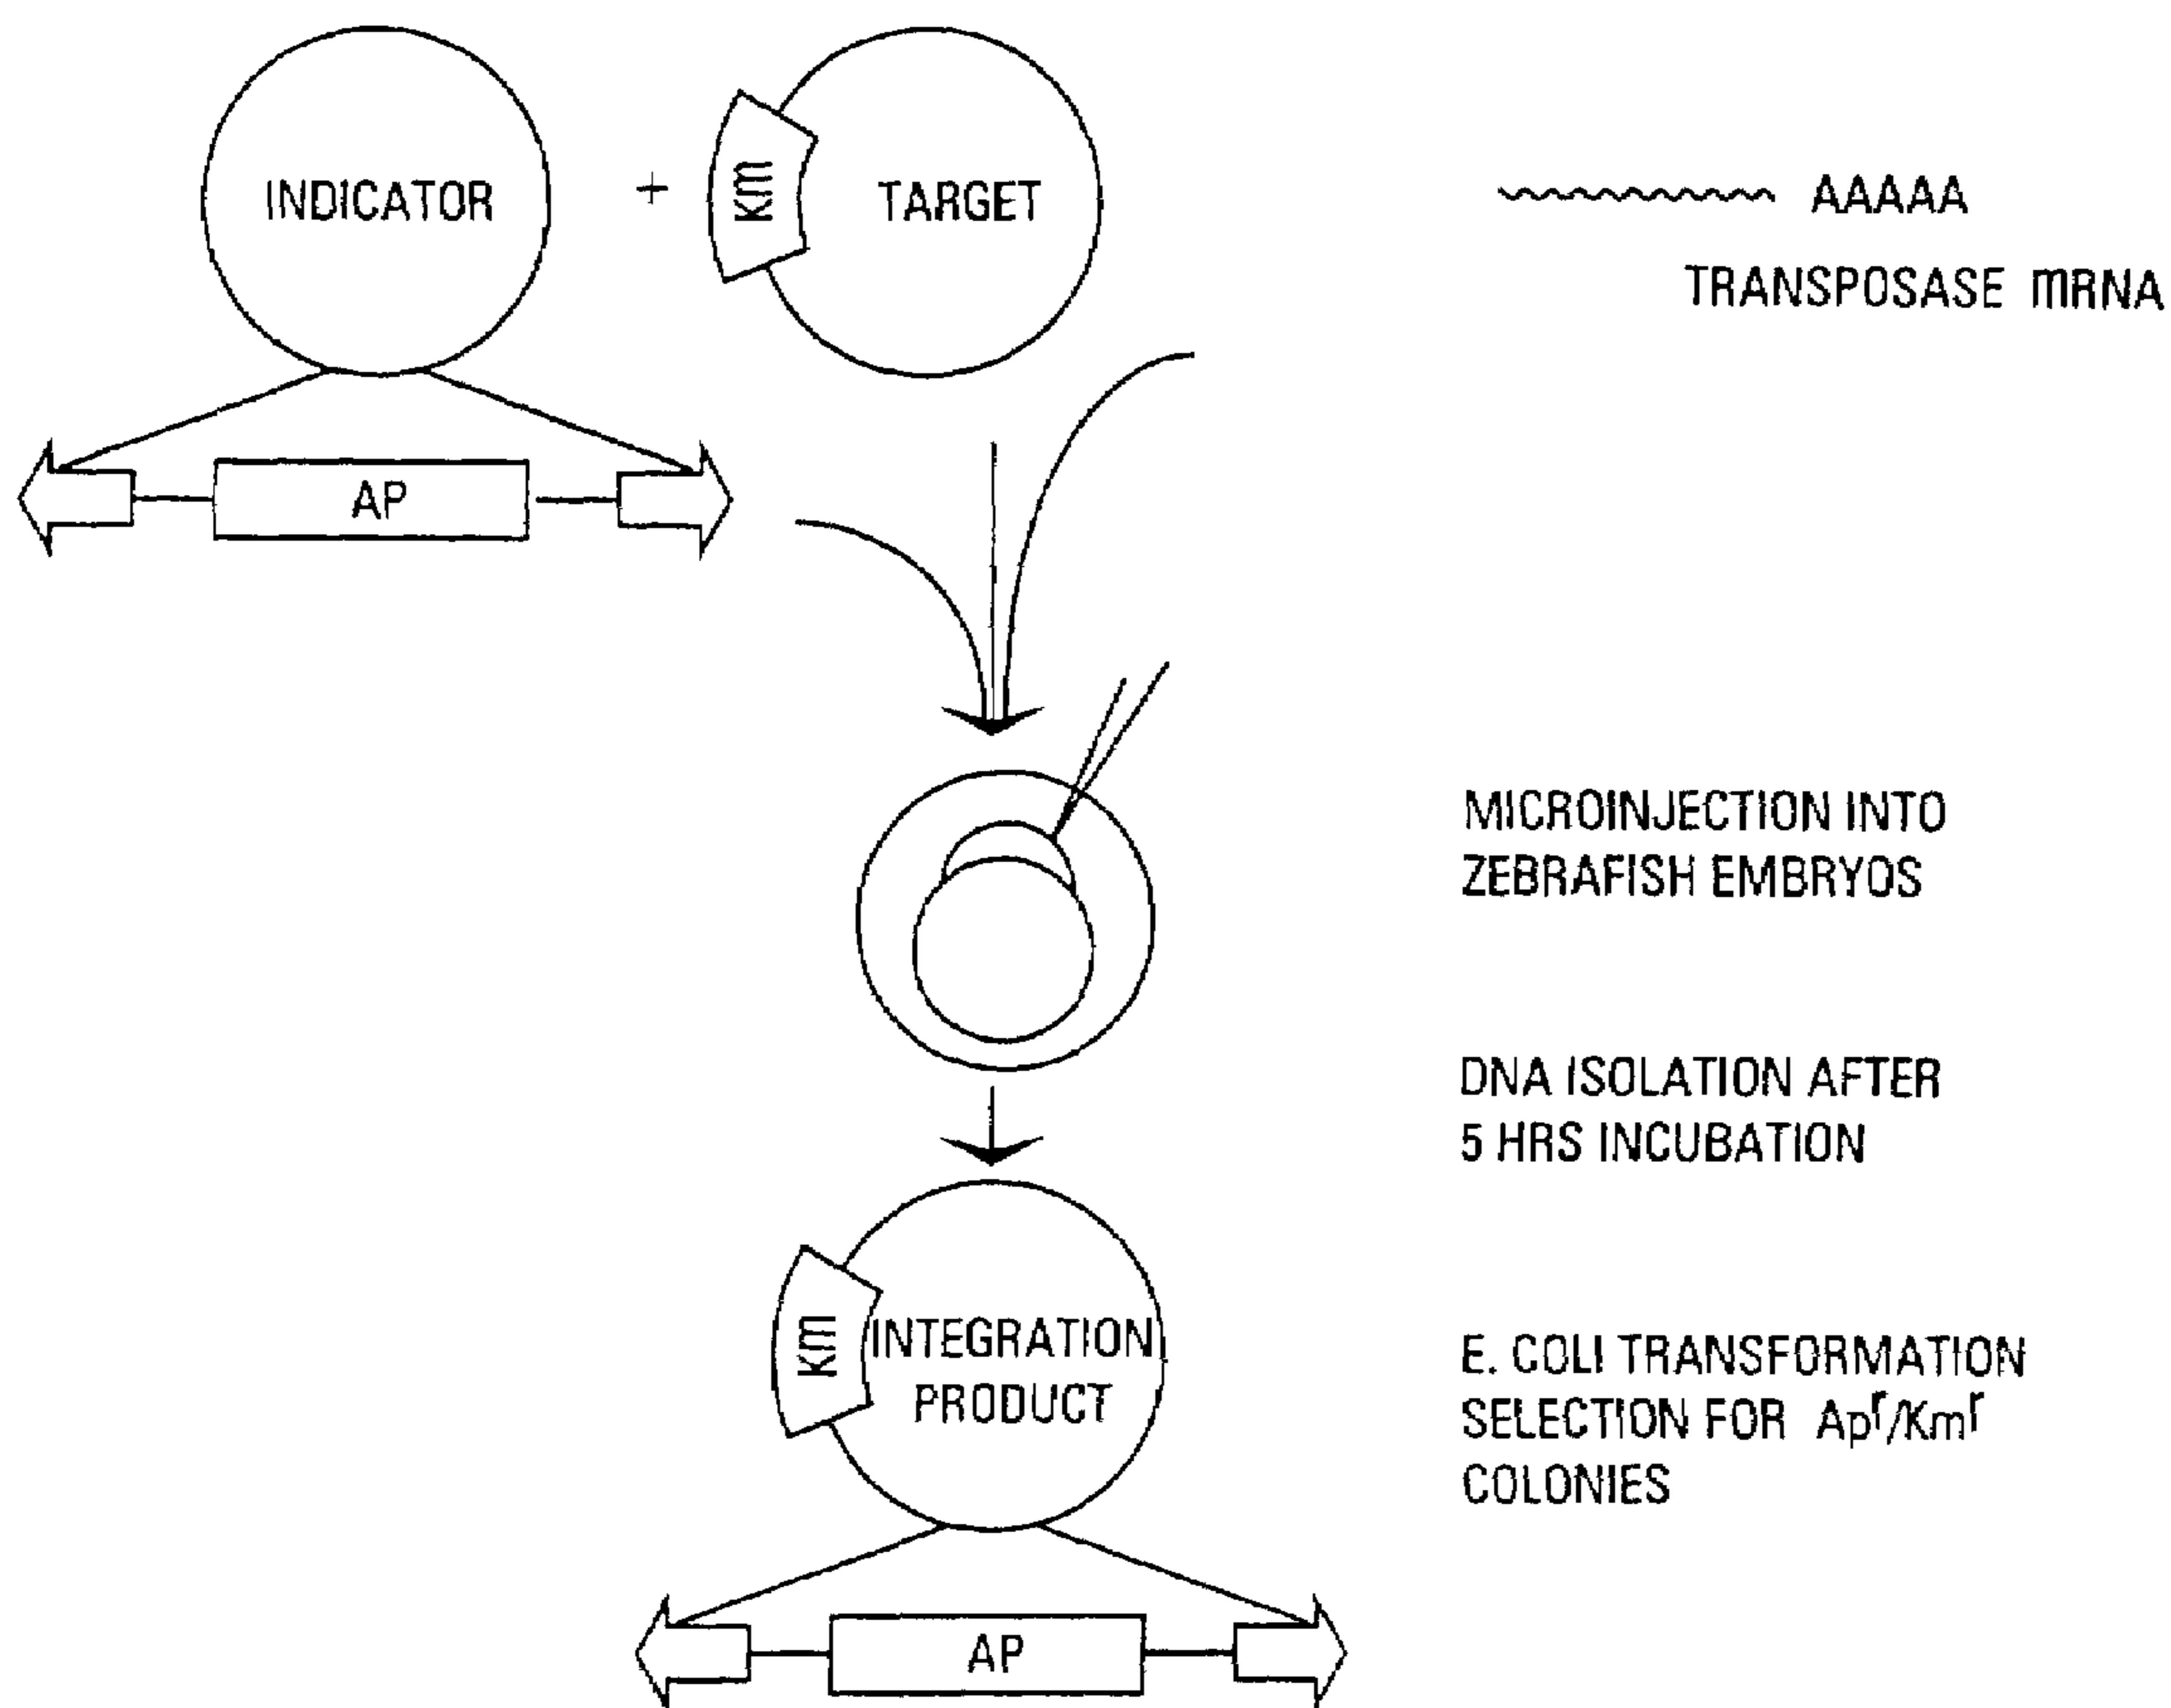 INDICATOR
+
km
TARGET
AAAAA
TRANSPOSASE mRNA
AP
MICROINJECTION INTO
ZEBRAFISH EMBRYOS
DNA ISOLATION AFTER
5 HRS INCUBATION
km
INTEGRATION
PRODUCT
E. COLI TRANSFORMATION
SELECTION FOR Apʳ/Kmʳ
COLONIES
AP